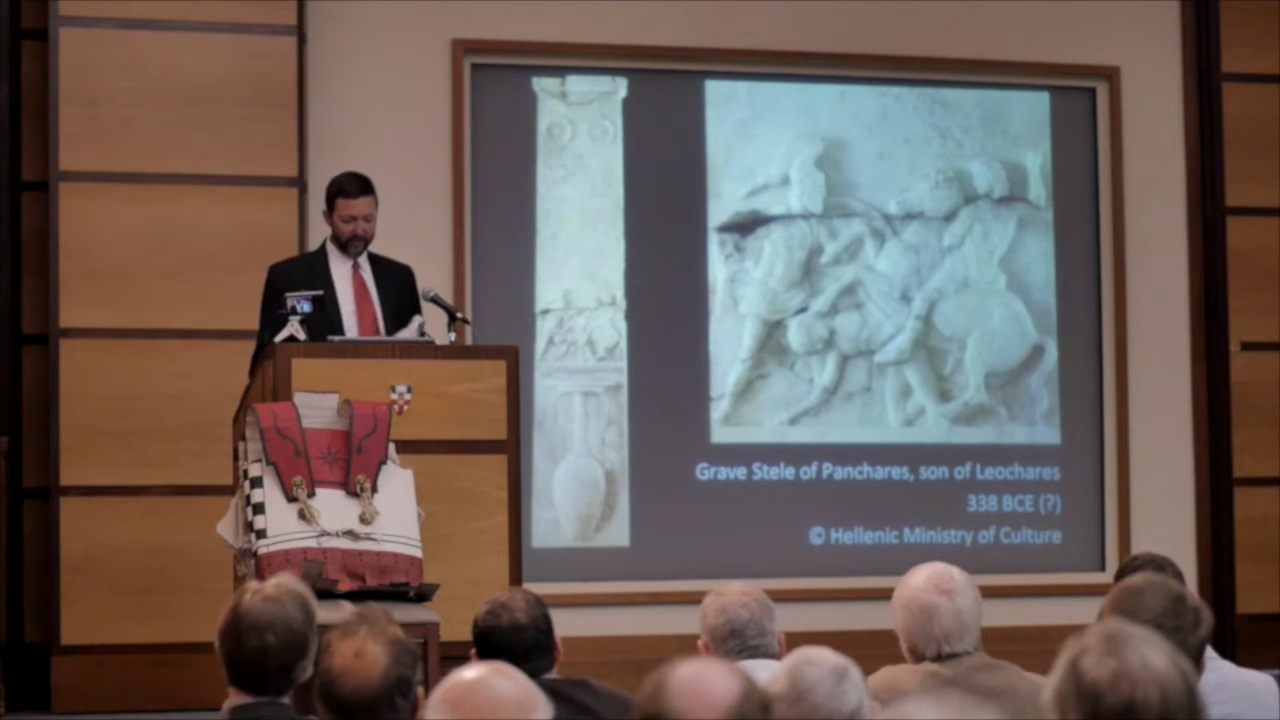 Grave Stele of Panchares, son of Leochares
338 BCE (?)
© Hellenic Ministry of Culture